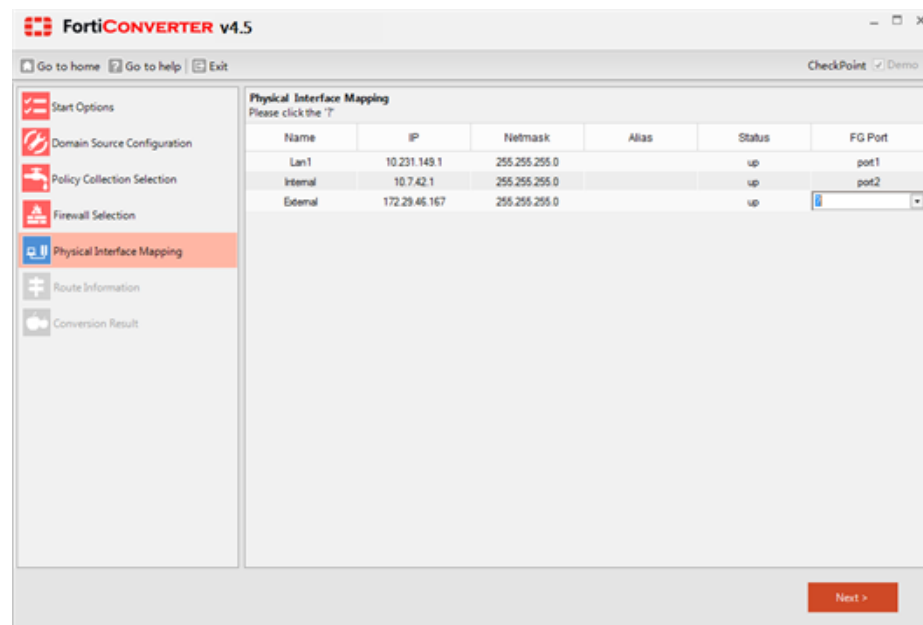 FortiCONVERTER v4.5
Go to home Go to help Exit
CheckPoint Demo
Start Options
Domain Source Configuration
Policy Collection Selection
Firewall Selection
Physical Interface Mapping
Route Information
Conversion Result
Physical Interface Mapping
Please click the '?'
Name IP Netmask Alias Status FG Port
Lan1 10.231.149.1 255.255.255.0 up port1
Internal 10.7.42.1 255.255.255.0 up port2
External 172.29.46.167 255.255.255.0 up ?
Next >